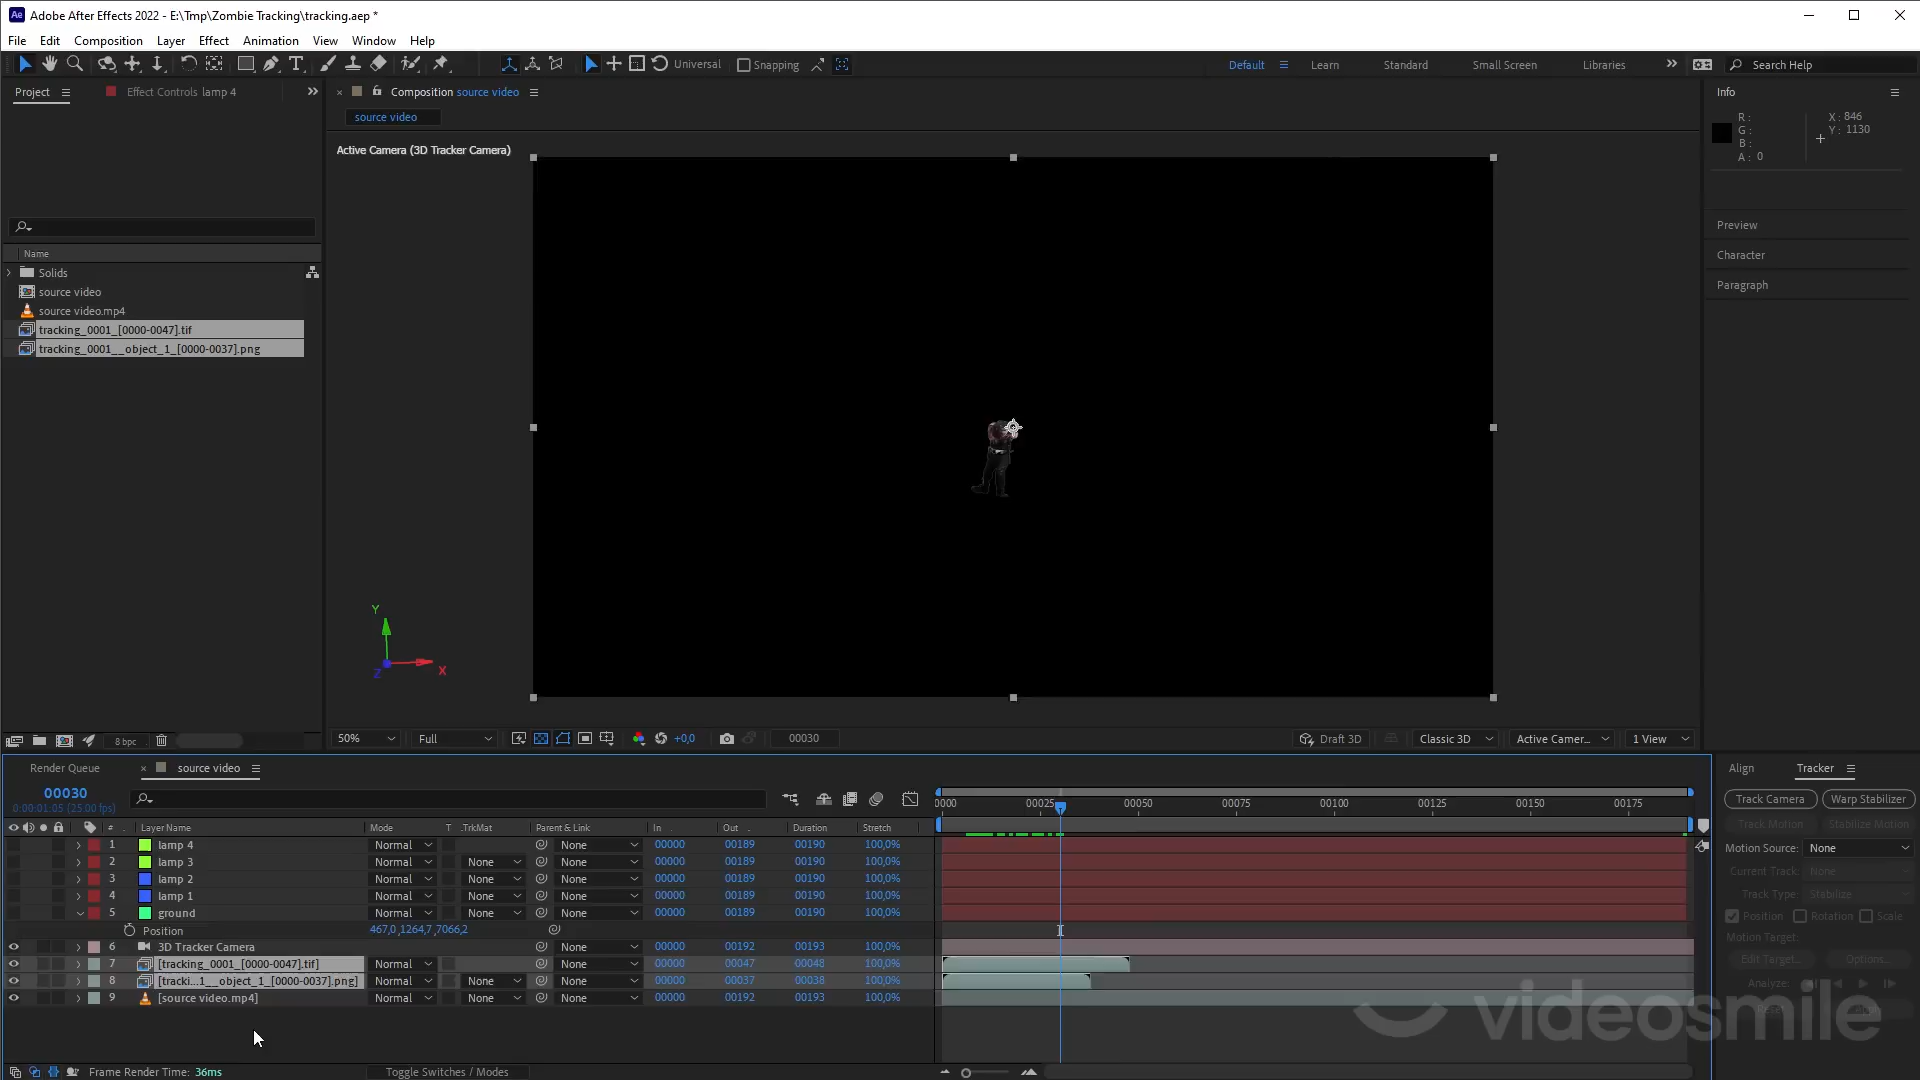 Adobe After Effects 2022 - E:\Tmp\Zombie Tracking\tracking.aep *
File Edit Composition Layer Effect Animation View Window Help
Universal Snapping Default Learn Standard Small Screen Libraries Search Help
Project Effect Controls lamp 4
Composition source video
Info
source video
R :
G :
B :
A : 0
X : 846
Y : 1130
Active Camera (3D Tracker Camera)
Preview
Character
Paragraph
Name
Solids
source video
source video.mp4
tracking_0001_[0000-0047].tif
tracking_0001__object_1_[0000-0037].png
Y
X
Z
8 bpc
50% Full +0,0 00030 Draft 3D Classic 3D Active Camer... 1 View
Render Queue source video
Align Tracker
00030
0:00:01:05 (25.00 fps)
0000 00025 00050 00075 00100 00125 00150 00175
Track Camera Warp Stabilizer
Track Motion Stabilize Motion
# Layer Name Mode T .TrkMat Parent & Link In Out Duration Stretch
1 lamp 4 Normal None 00000 00189 00190 100,0%
2 lamp 3 Normal None None 00000 00189 00190 100,0%
3 lamp 2 Normal None None 00000 00189 00190 100,0%
4 lamp 1 Normal None None 00000 00189 00190 100,0%
5 ground Normal None None 00000 00189 00190 100,0%
Position 467,0 ,1264,7 ,7066,2
6 3D Tracker Camera None 00000 00192 00193
7 [tracking_0001_[0000-0047].tif] Normal None 00000 00047 00048 100,0%
8 [tracki...1__object_1_[0000-0037].png] Normal None None 00000 00037 00038 100,0%
9 [source video.mp4] Normal None None 00000 00192 00193 100,0%
Motion Source: None
Current Track: None
Track Type: Stabilize
Position Rotation Scale
Motion Target:
Edit Target... Options...
Analyze:
Reset
videosmile
Frame Render Time: 36ms Toggle Switches / Modes